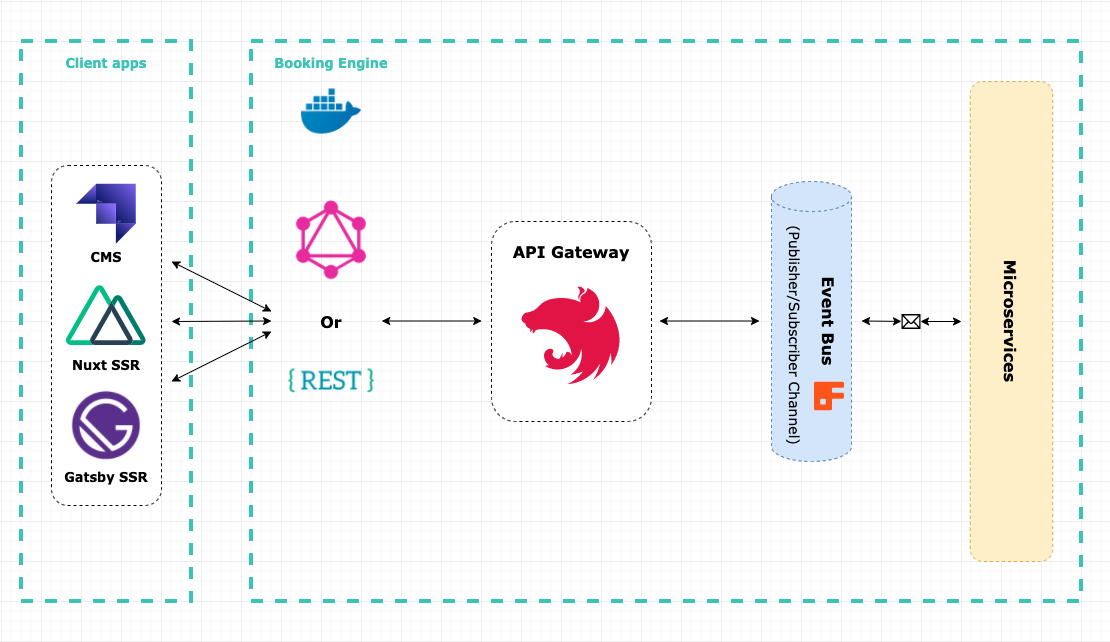 Client apps
Booking Engine
CMS
Nuxt SSR
Gatsby SSR
Or
{ REST }
API Gateway
Event Bus
(Publisher/Subscriber Channel)
Microservices